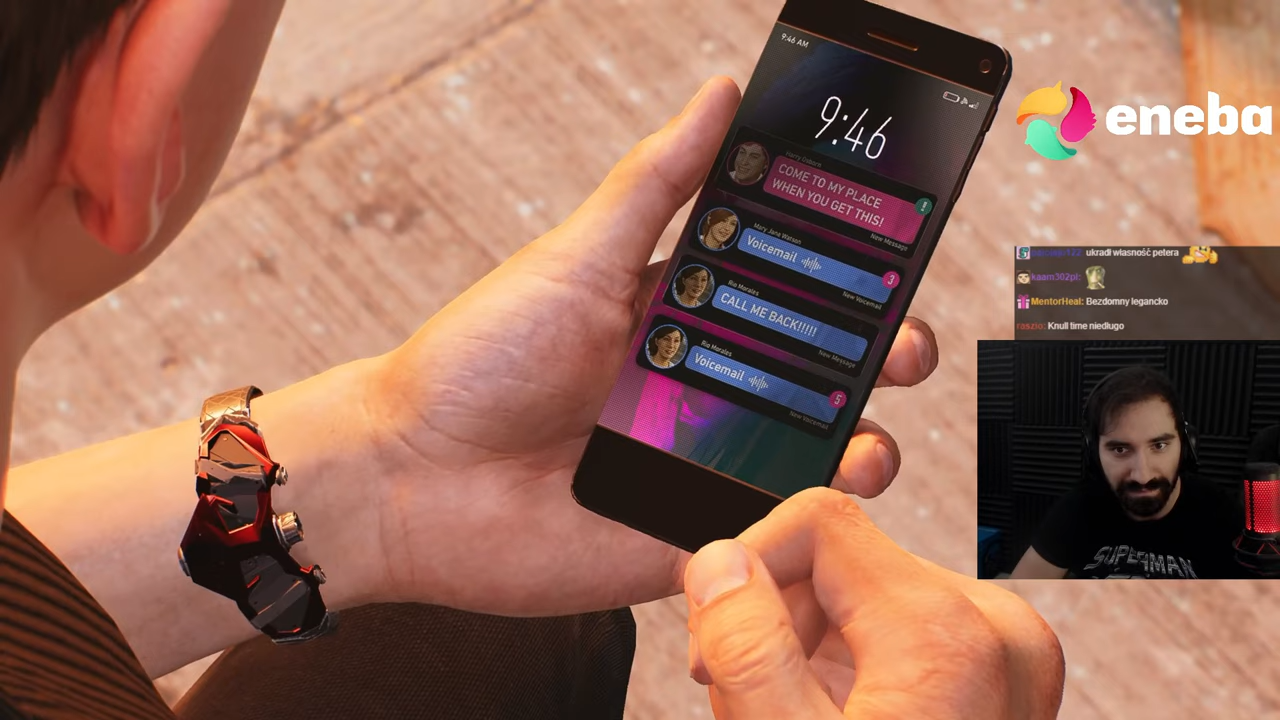 9:46 AM
9:46
Harry Osborn
COME TO MY PLACE
WHEN YOU GET THIS!
New Message
Mary Jane Watson
Voicemail
3
New Voicemail
Rio Morales
CALL ME BACK!!!!!
New Message
Rio Morales
Voicemail
5
New Voicemail
eneba
ukradł własność petera
kaam302pl:
MentorHeal: Bezdomny legancko
raszio: Knull time niedługo
SUPERMAN